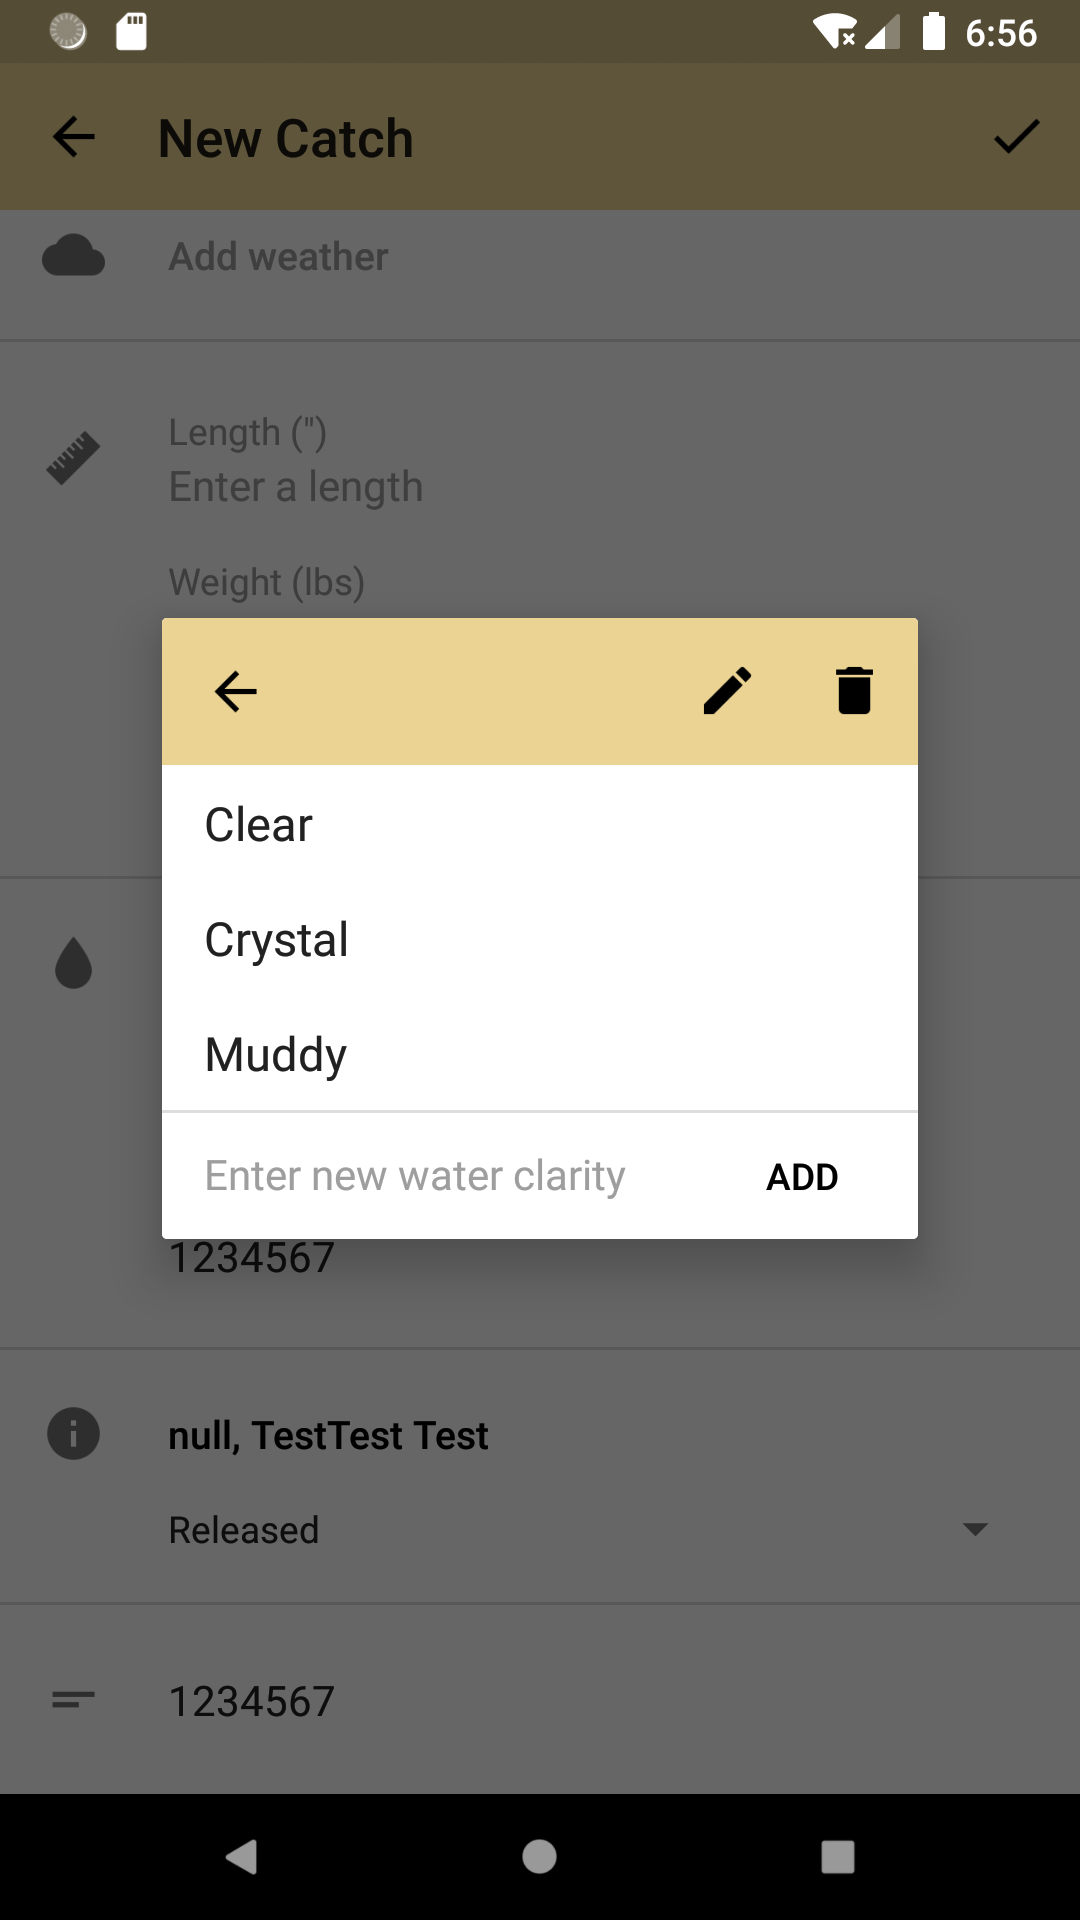 6:56
New Catch
Add weather
Length (")
Enter a length
Weight (lbs)
Clear
Crystal
Muddy
Enter new water clarity ADD
1234567
null, TestTest Test
Released
1234567